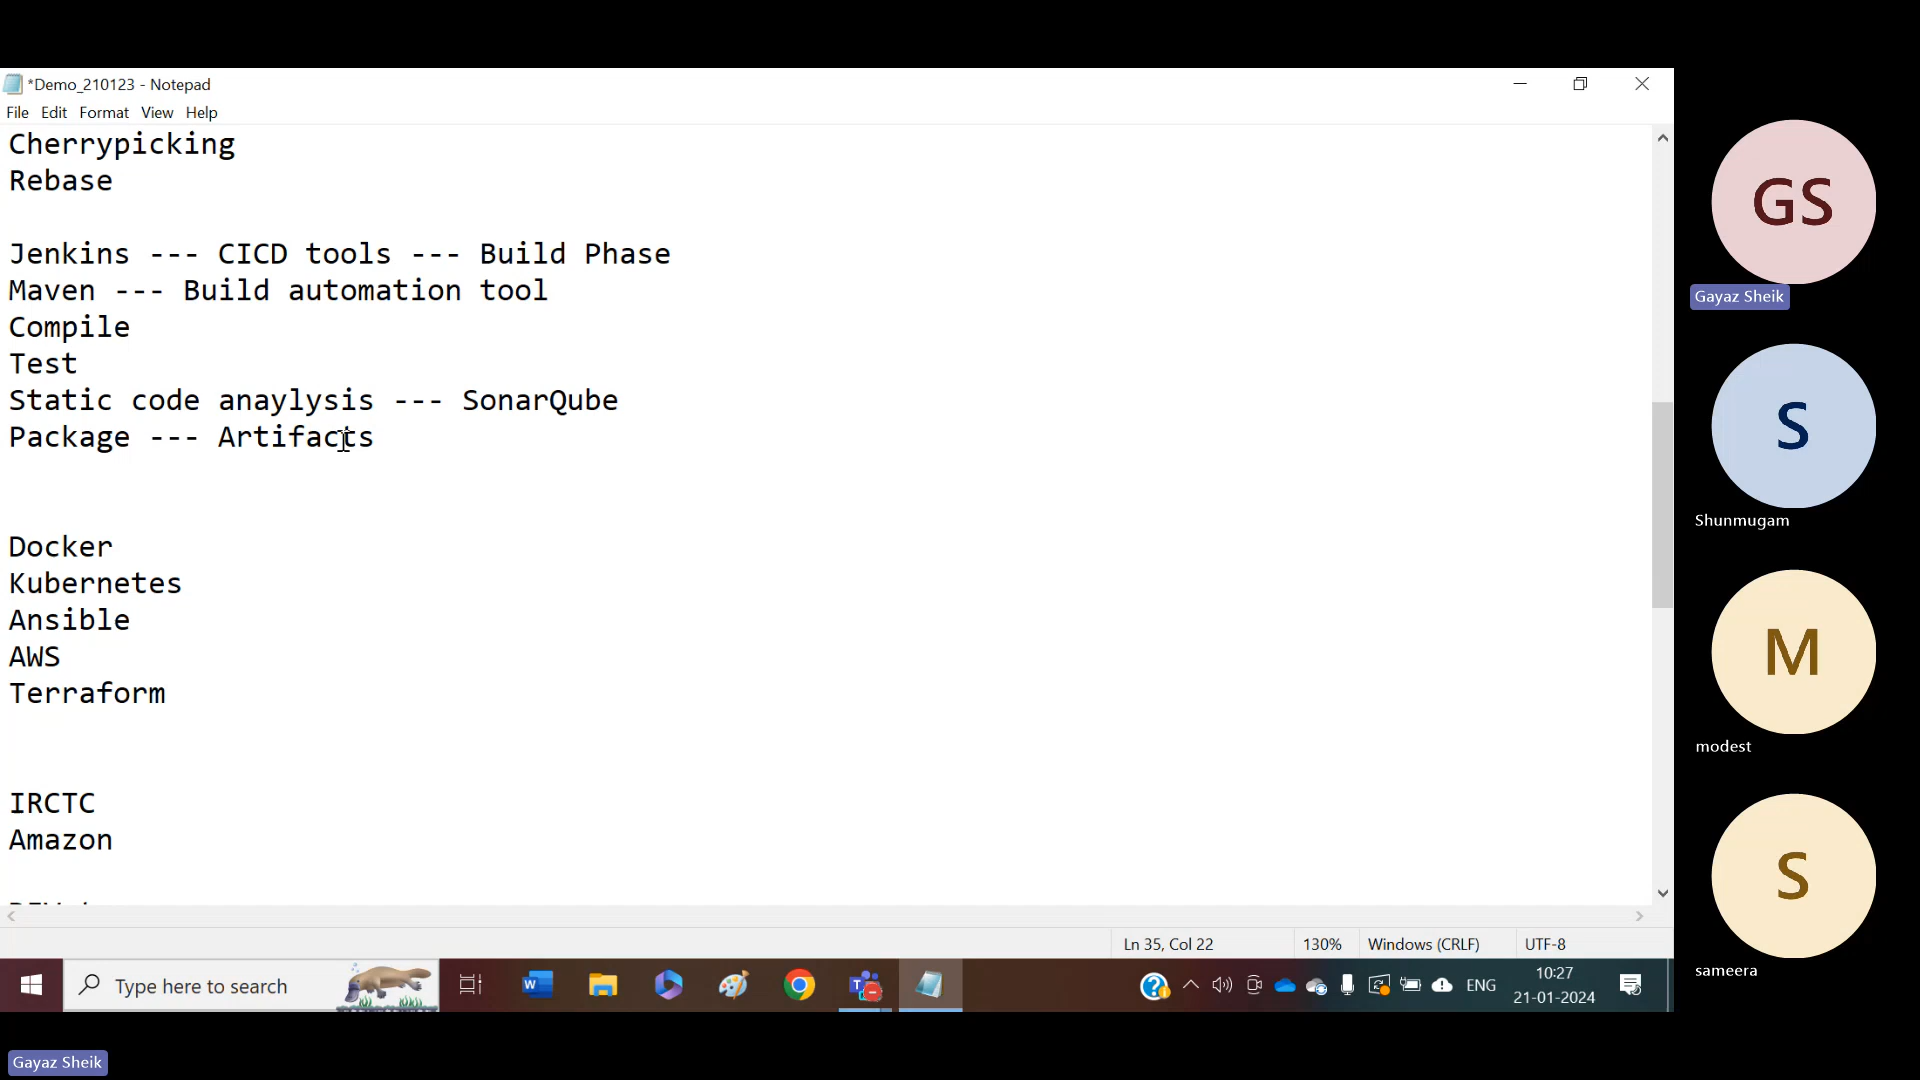 *Demo_210123 - Notepad
File Edit Format View Help
Cherrypicking
Rebase
Jenkins --- CICD tools --- Build Phase
Maven --- Build automation tool
Compile
Test
Static code anaylysis --- SonarQube
Package --- Artifacts
Docker
Kubernetes
Ansible
AWS
Terraform
IRCTC
Amazon
Ln 35, Col 22
130%
Windows (CRLF)
UTF-8
Type here to search
ENG
10:27
21-01-2024
GS
Gayaz Sheik
S
Shunmugam
M
modest
S
sameera
Gayaz Sheik